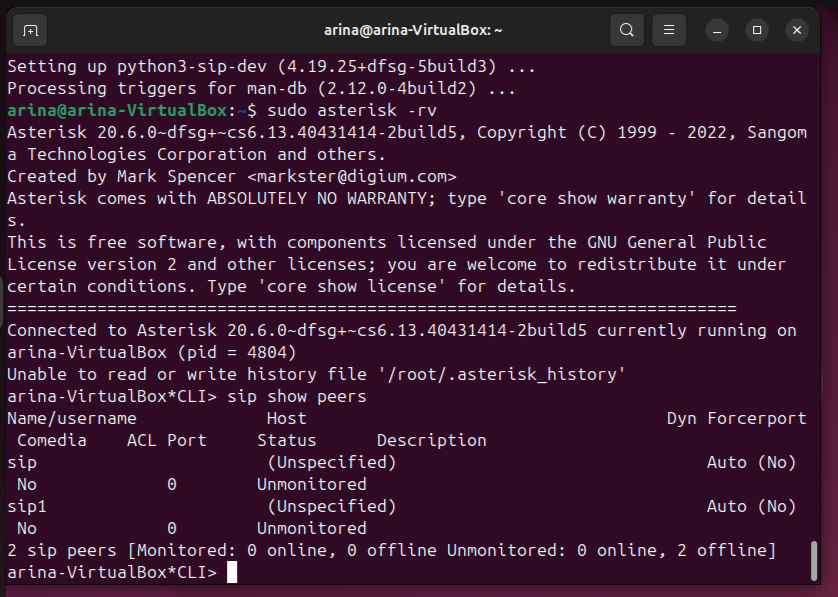 arina@arina-VirtualBox: ~
Setting up python3-sip-dev (4.19.25+dfsg-5build3) ...
Processing triggers for man-db (2.12.0-4build2) ...
arina@arina-VirtualBox:~$ sudo asterisk -rv
Asterisk 20.6.0~dfsg+~cs6.13.40431414-2build5, Copyright (C) 1999 - 2022, Sangom
a Technologies Corporation and others.
Created by Mark Spencer <markster@digium.com>
Asterisk comes with ABSOLUTELY NO WARRANTY; type 'core show warranty' for detail
s.
This is free software, with components licensed under the GNU General Public
License version 2 and other licenses; you are welcome to redistribute it under
certain conditions. Type 'core show license' for details.
=========================================================================
Connected to Asterisk 20.6.0~dfsg+~cs6.13.40431414-2build5 currently running on
arina-VirtualBox (pid = 4804)
Unable to read or write history file '/root/.asterisk_history'
arina-VirtualBox*CLI> sip show peers
Name/username             Host                                    Dyn Forcerport
 Comedia    ACL Port     Status      Description
sip                       (Unspecified)                               Auto (No)
 No             0        Unmonitored
sip1                      (Unspecified)                               Auto (No)
 No             0        Unmonitored
2 sip peers [Monitored: 0 online, 0 offline Unmonitored: 0 online, 2 offline]
arina-VirtualBox*CLI>